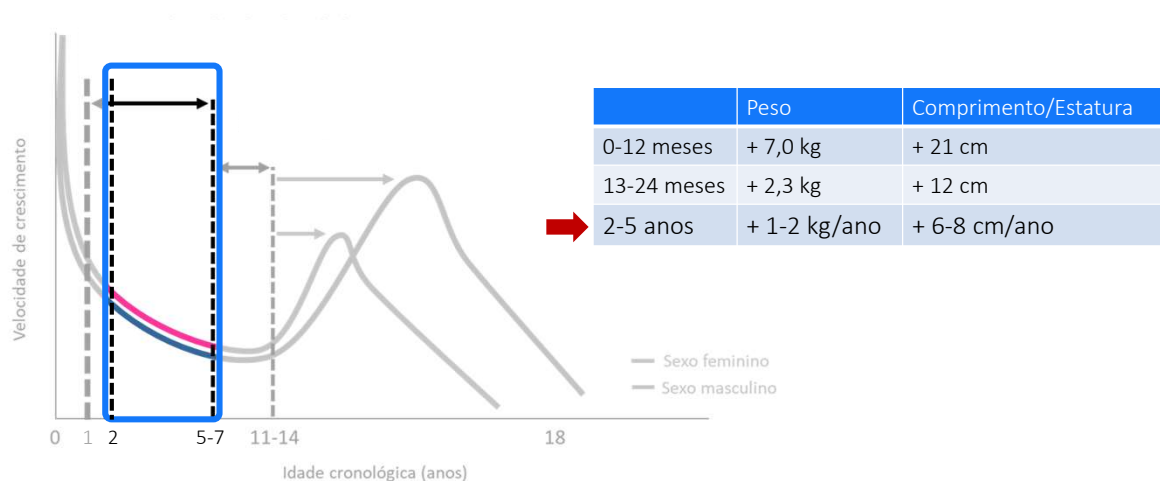 Velocidade de crescimento
Peso Comprimento/Estatura
0-12 meses + 7,0 kg + 21 cm
13-24 meses + 2,3 kg + 12 cm
2-5 anos + 1-2 kg/ano + 6-8 cm/ano
Sexo feminino
Sexo masculino
0 1 2 5-7 11-14 18
Idade cronológica (anos)